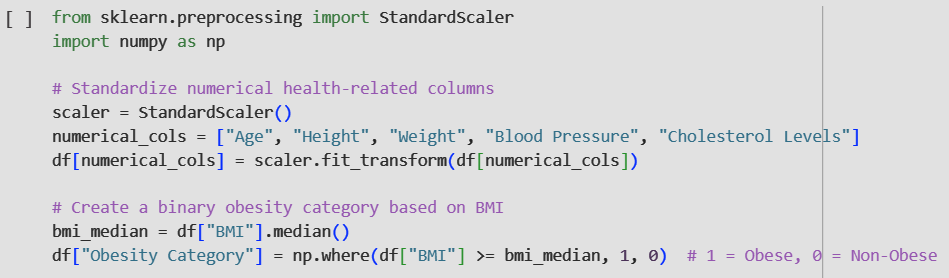 [ ] from sklearn.preprocessing import StandardScaler
import numpy as np
# Standardize numerical health-related columns
scaler = StandardScaler()
numerical_cols = ["Age", "Height", "Weight", "Blood Pressure", "Cholesterol Levels"]
df[numerical_cols] = scaler.fit_transform(df[numerical_cols])
# Create a binary obesity category based on BMI
bmi_median = df["BMI"].median()
df["Obesity Category"] = np.where(df["BMI"] >= bmi_median, 1, 0)  # 1 = Obese, 0 = Non-Obese